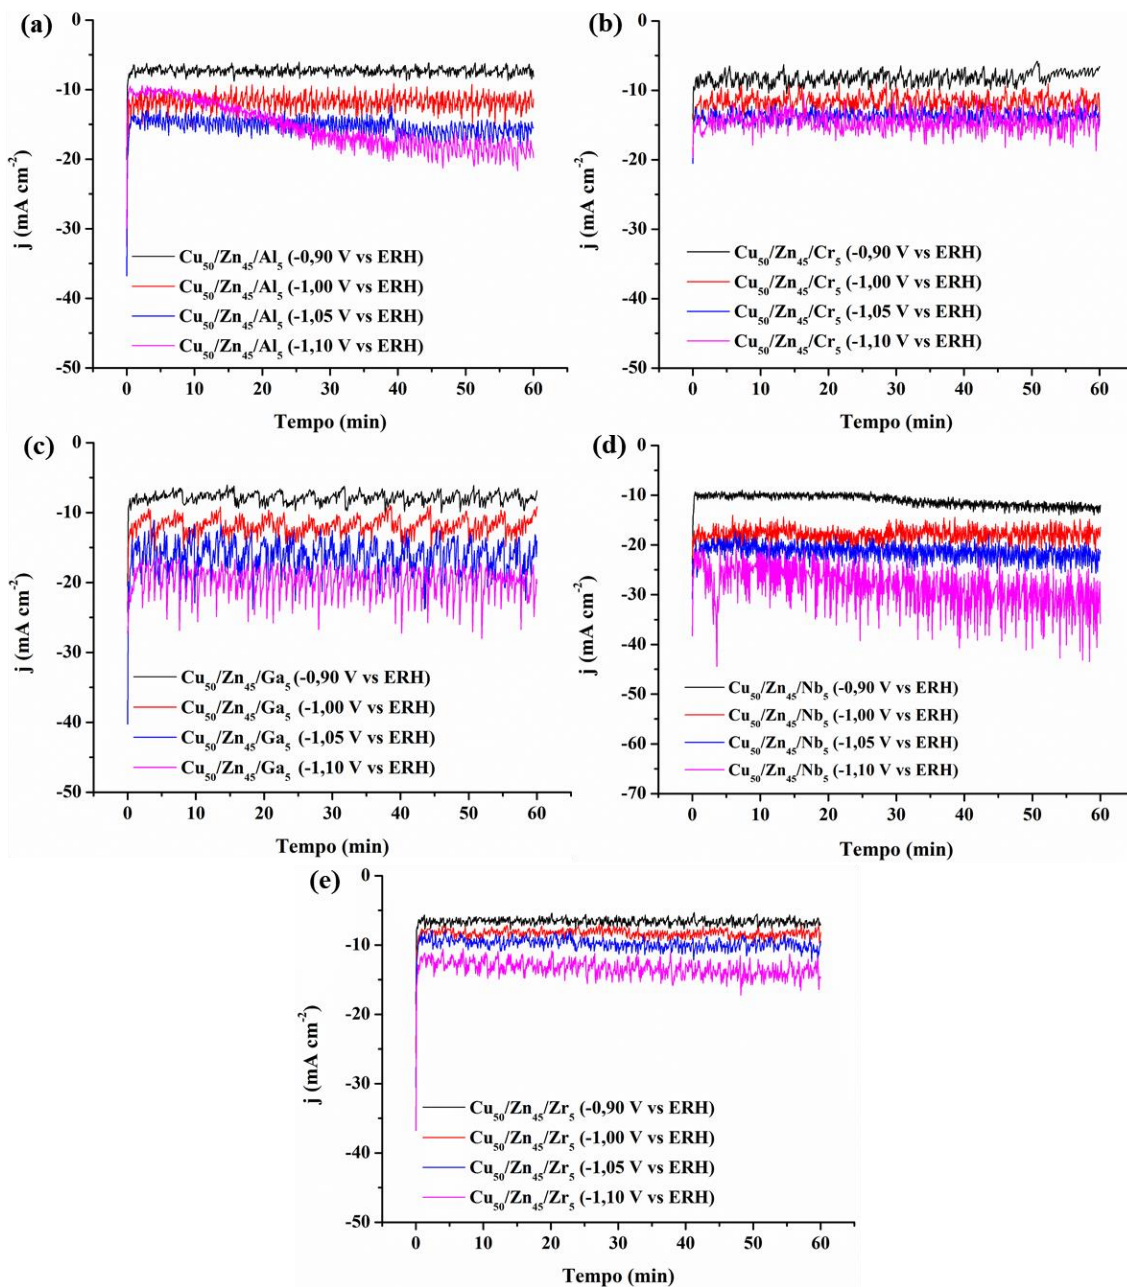 (a)
0
-10
-20
-30
-40
-50
j (mA cm⁻²)
Cu₅₀/Zn₄₅/Al₅ (-0,90 V vs ERH)
Cu₅₀/Zn₄₅/Al₅ (-1,00 V vs ERH)
Cu₅₀/Zn₄₅/Al₅ (-1,05 V vs ERH)
Cu₅₀/Zn₄₅/Al₅ (-1,10 V vs ERH)
0 10 20 30 40 50 60
Tempo (min)
(b)
0
-10
-20
-30
-40
-50
j (mA cm⁻²)
Cu₅₀/Zn₄₅/Cr₅ (-0,90 V vs ERH)
Cu₅₀/Zn₄₅/Cr₅ (-1,00 V vs ERH)
Cu₅₀/Zn₄₅/Cr₅ (-1,05 V vs ERH)
Cu₅₀/Zn₄₅/Cr₅ (-1,10 V vs ERH)
0 10 20 30 40 50 60
Tempo (min)
(c)
0
-10
-20
-30
-40
-50
j (mA cm⁻²)
Cu₅₀/Zn₄₅/Ga₅ (-0,90 V vs ERH)
Cu₅₀/Zn₄₅/Ga₅ (-1,00 V vs ERH)
Cu₅₀/Zn₄₅/Ga₅ (-1,05 V vs ERH)
Cu₅₀/Zn₄₅/Ga₅ (-1,10 V vs ERH)
0 10 20 30 40 50 60
Tempo (min)
(d)
0
-10
-20
-30
-40
-50
-60
-70
j (mA cm⁻²)
Cu₅₀/Zn₄₅/Nb₅ (-0,90 V vs ERH)
Cu₅₀/Zn₄₅/Nb₅ (-1,00 V vs ERH)
Cu₅₀/Zn₄₅/Nb₅ (-1,05 V vs ERH)
Cu₅₀/Zn₄₅/Nb₅ (-1,10 V vs ERH)
0 10 20 30 40 50 60
Tempo (min)
(e)
0
-10
-20
-30
-40
-50
j (mA cm⁻²)
Cu₅₀/Zn₄₅/Zr₅ (-0,90 V vs ERH)
Cu₅₀/Zn₄₅/Zr₅ (-1,00 V vs ERH)
Cu₅₀/Zn₄₅/Zr₅ (-1,05 V vs ERH)
Cu₅₀/Zn₄₅/Zr₅ (-1,10 V vs ERH)
0 10 20 30 40 50 60
Tempo (min)